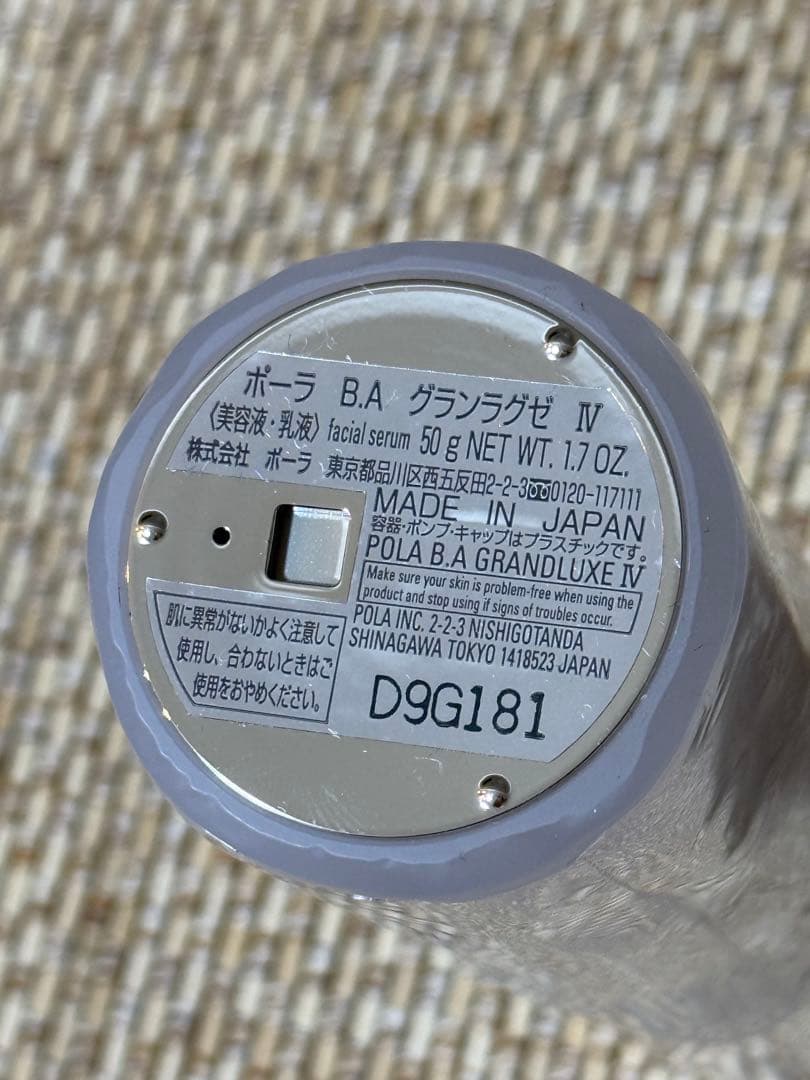 ポーラ B.A グランラグゼ Ⅳ
〈美容液・乳液〉 facial serum 50 g NET WT. 1.7 OZ.
株式会社 ポーラ 東京都品川区西五反田2-2-3 0120-117111
MADE IN JAPAN
容器・ポンプ・キャップはプラスチックです。
POLA B.A GRANDLUXE Ⅳ
Make sure your skin is problem-free when using the
product and stop using if signs of troubles occur.
POLA INC. 2-2-3 NISHIGOTANDA
SHINAGAWA TOKYO 1418523 JAPAN
肌に異常がないかよく注意して
使用し、合わないときはご
使用をおやめください。
D9G181